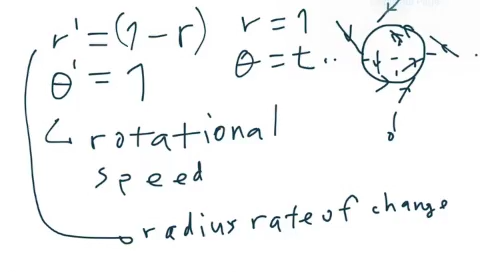 r' = (1 - r) r = 1
θ' = 1 θ = t..
rotational
speed
radius rate of change